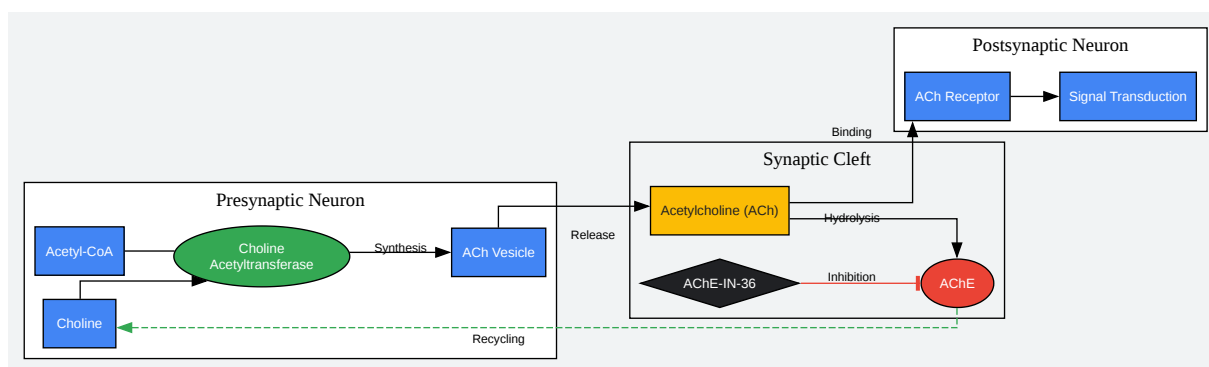 Postsynaptic Neuron
ACh Receptor
Signal Transduction
Binding
Synaptic Cleft
Acetylcholine (ACh)
Hydrolysis
AChE-IN-36
Inhibition
AChE
Presynaptic Neuron
Acetyl-CoA
Choline
Acetyltransferase
Synthesis
ACh Vesicle
Release
Choline
Recycling